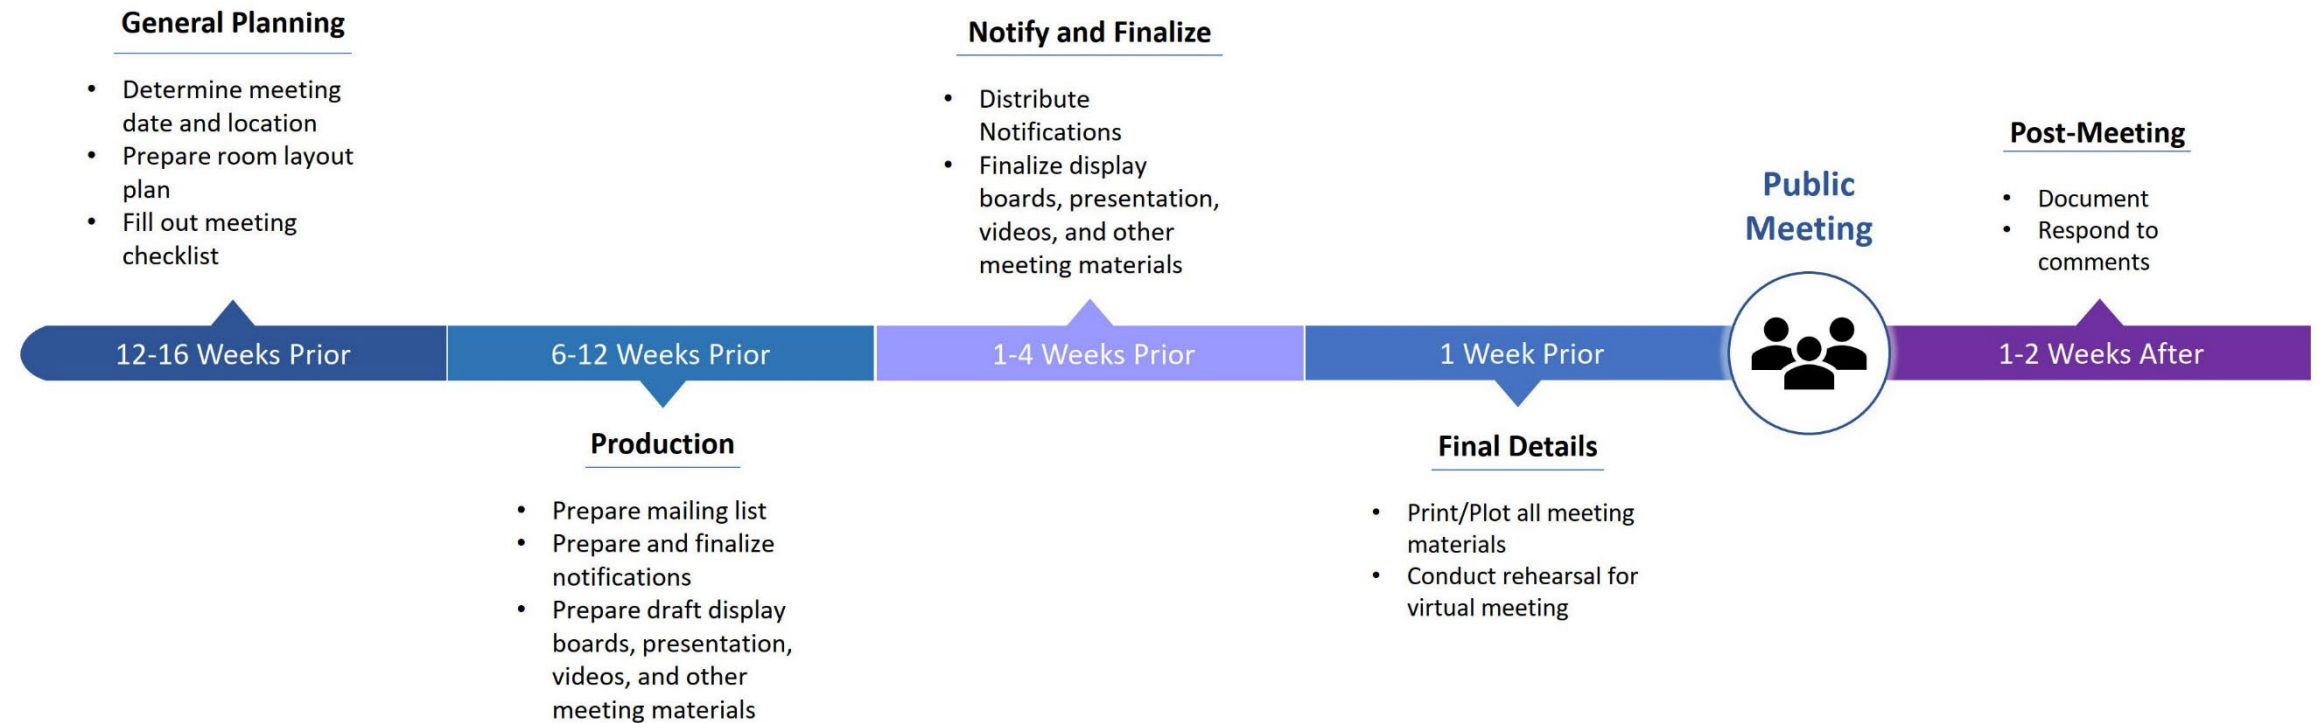 General Planning
• Determine meeting
date and location
• Prepare room layout
plan
• Fill out meeting
checklist
Notify and Finalize
• Distribute
Notifications
• Finalize display
boards, presentation,
videos, and other
meeting materials
Public
Meeting
Post-Meeting
• Document
• Respond to
comments
12-16 Weeks Prior
6-12 Weeks Prior
1-4 Weeks Prior
1 Week Prior
1-2 Weeks After
Production
• Prepare mailing list
• Prepare and finalize
notifications
• Prepare draft display
boards, presentation,
videos, and other
meeting materials
Final Details
• Print/Plot all meeting
materials
• Conduct rehearsal for
virtual meeting